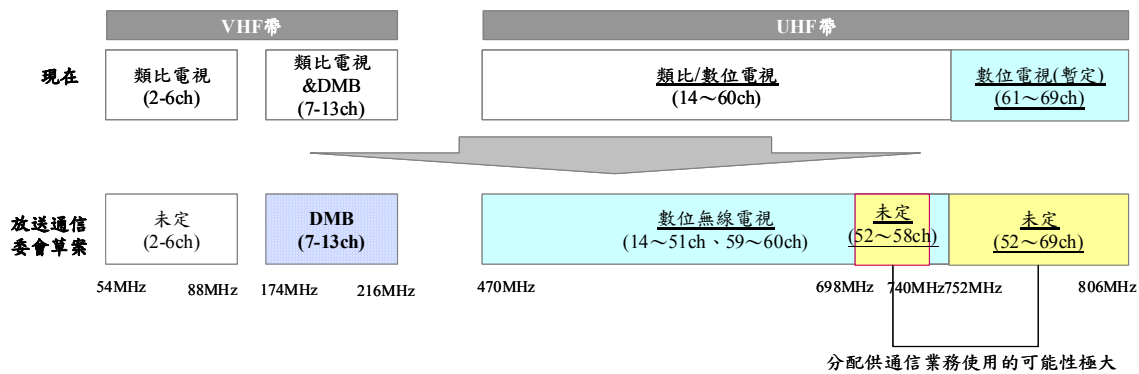 VHF帶
UHF帶
現在
類比電視
(2-6ch)
類比電視
&DMB
(7-13ch)
類比/數位電視
(14～60ch)
數位電視(暫定)
(61～69ch)
放送通信
委會草案
未定
(2-6ch)
DMB
(7-13ch)
數位無線電視
(14～51ch、59～60ch)
未定
(52～58ch)
未定
(52～69ch)
54MHz
88MHz
174MHz
216MHz
470MHz
698MHz
740MHz
752MHz
806MHz
分配供通信業務使用的可能性極大